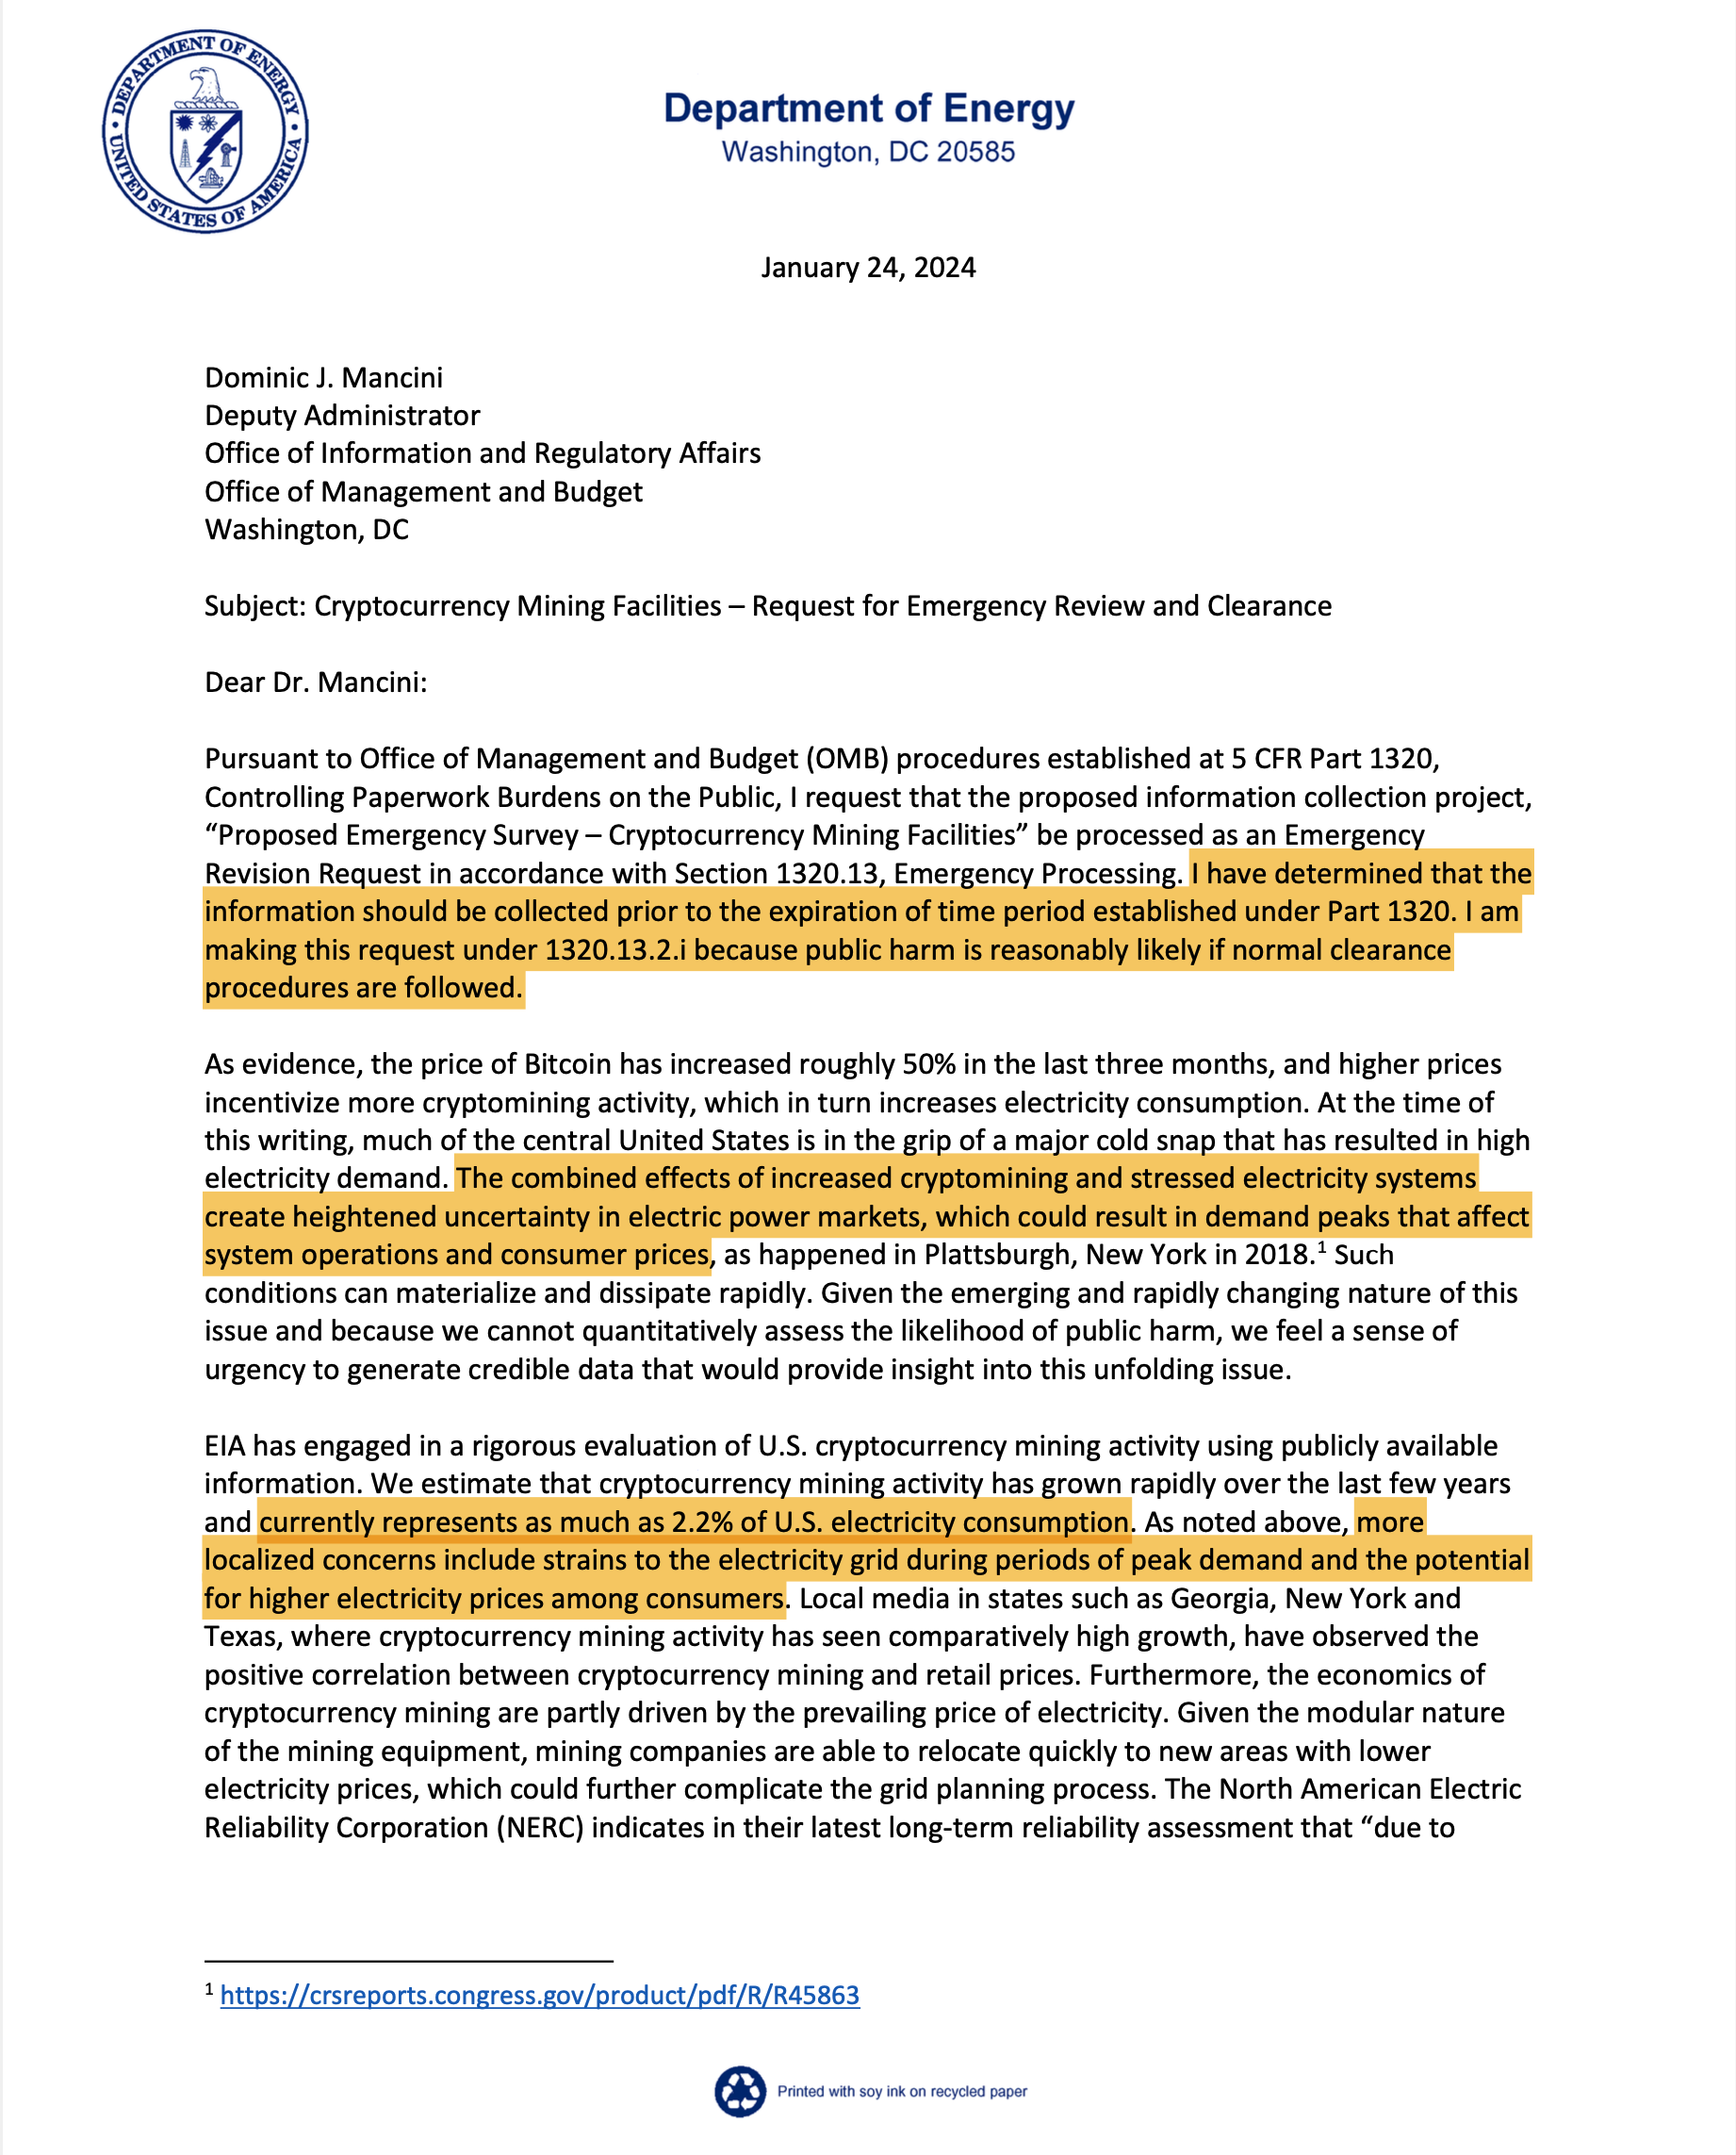 DEPARTMENT OF ENERGY
UNITED STATES OF AMERICA
Department of Energy
Washington, DC 20585
January 24, 2024
Dominic J. Mancini
Deputy Administrator
Office of Information and Regulatory Affairs
Office of Management and Budget
Washington, DC
Subject: Cryptocurrency Mining Facilities – Request for Emergency Review and Clearance
Dear Dr. Mancini:
Pursuant to Office of Management and Budget (OMB) procedures established at 5 CFR Part 1320,
Controlling Paperwork Burdens on the Public, I request that the proposed information collection project,
“Proposed Emergency Survey – Cryptocurrency Mining Facilities” be processed as an Emergency
Revision Request in accordance with Section 1320.13, Emergency Processing. I have determined that the
information should be collected prior to the expiration of time period established under Part 1320. I am
making this request under 1320.13.2.i because public harm is reasonably likely if normal clearance
procedures are followed.
As evidence, the price of Bitcoin has increased roughly 50% in the last three months, and higher prices
incentivize more cryptomining activity, which in turn increases electricity consumption. At the time of
this writing, much of the central United States is in the grip of a major cold snap that has resulted in high
electricity demand. The combined effects of increased cryptomining and stressed electricity systems
create heightened uncertainty in electric power markets, which could result in demand peaks that affect
system operations and consumer prices, as happened in Plattsburgh, New York in 2018.1 Such
conditions can materialize and dissipate rapidly. Given the emerging and rapidly changing nature of this
issue and because we cannot quantitatively assess the likelihood of public harm, we feel a sense of
urgency to generate credible data that would provide insight into this unfolding issue.
EIA has engaged in a rigorous evaluation of U.S. cryptocurrency mining activity using publicly available
information. We estimate that cryptocurrency mining activity has grown rapidly over the last few years
and currently represents as much as 2.2% of U.S. electricity consumption. As noted above, more
localized concerns include strains to the electricity grid during periods of peak demand and the potential
for higher electricity prices among consumers. Local media in states such as Georgia, New York and
Texas, where cryptocurrency mining activity has seen comparatively high growth, have observed the
positive correlation between cryptocurrency mining and retail prices. Furthermore, the economics of
cryptocurrency mining are partly driven by the prevailing price of electricity. Given the modular nature
of the mining equipment, mining companies are able to relocate quickly to new areas with lower
electricity prices, which could further complicate the grid planning process. The North American Electric
Reliability Corporation (NERC) indicates in their latest long-term reliability assessment that “due to
1 https://crsreports.congress.gov/product/pdf/R/R45863
Printed with soy ink on recycled paper